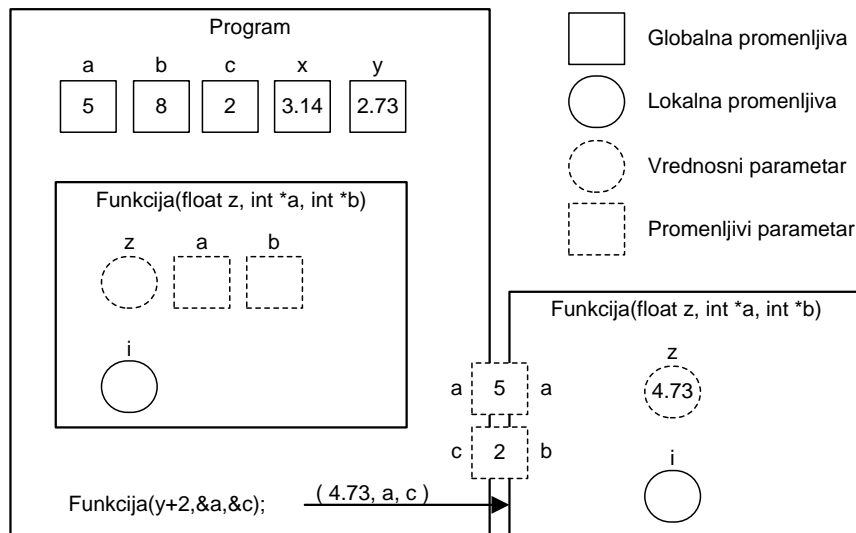 Program
a b c x y
5 8 2 3.14 2.73
Funkcija(float z, int *a, int *b)
z a b
i
Funkcija(y+2,&a,&c);
( 4.73, a, c )
a 5 a
c 2 b
Globalna promenljiva
Lokalna promenljiva
Vrednosni parametar
Promenljivi parametar
Funkcija(float z, int *a, int *b)
z
4.73
i